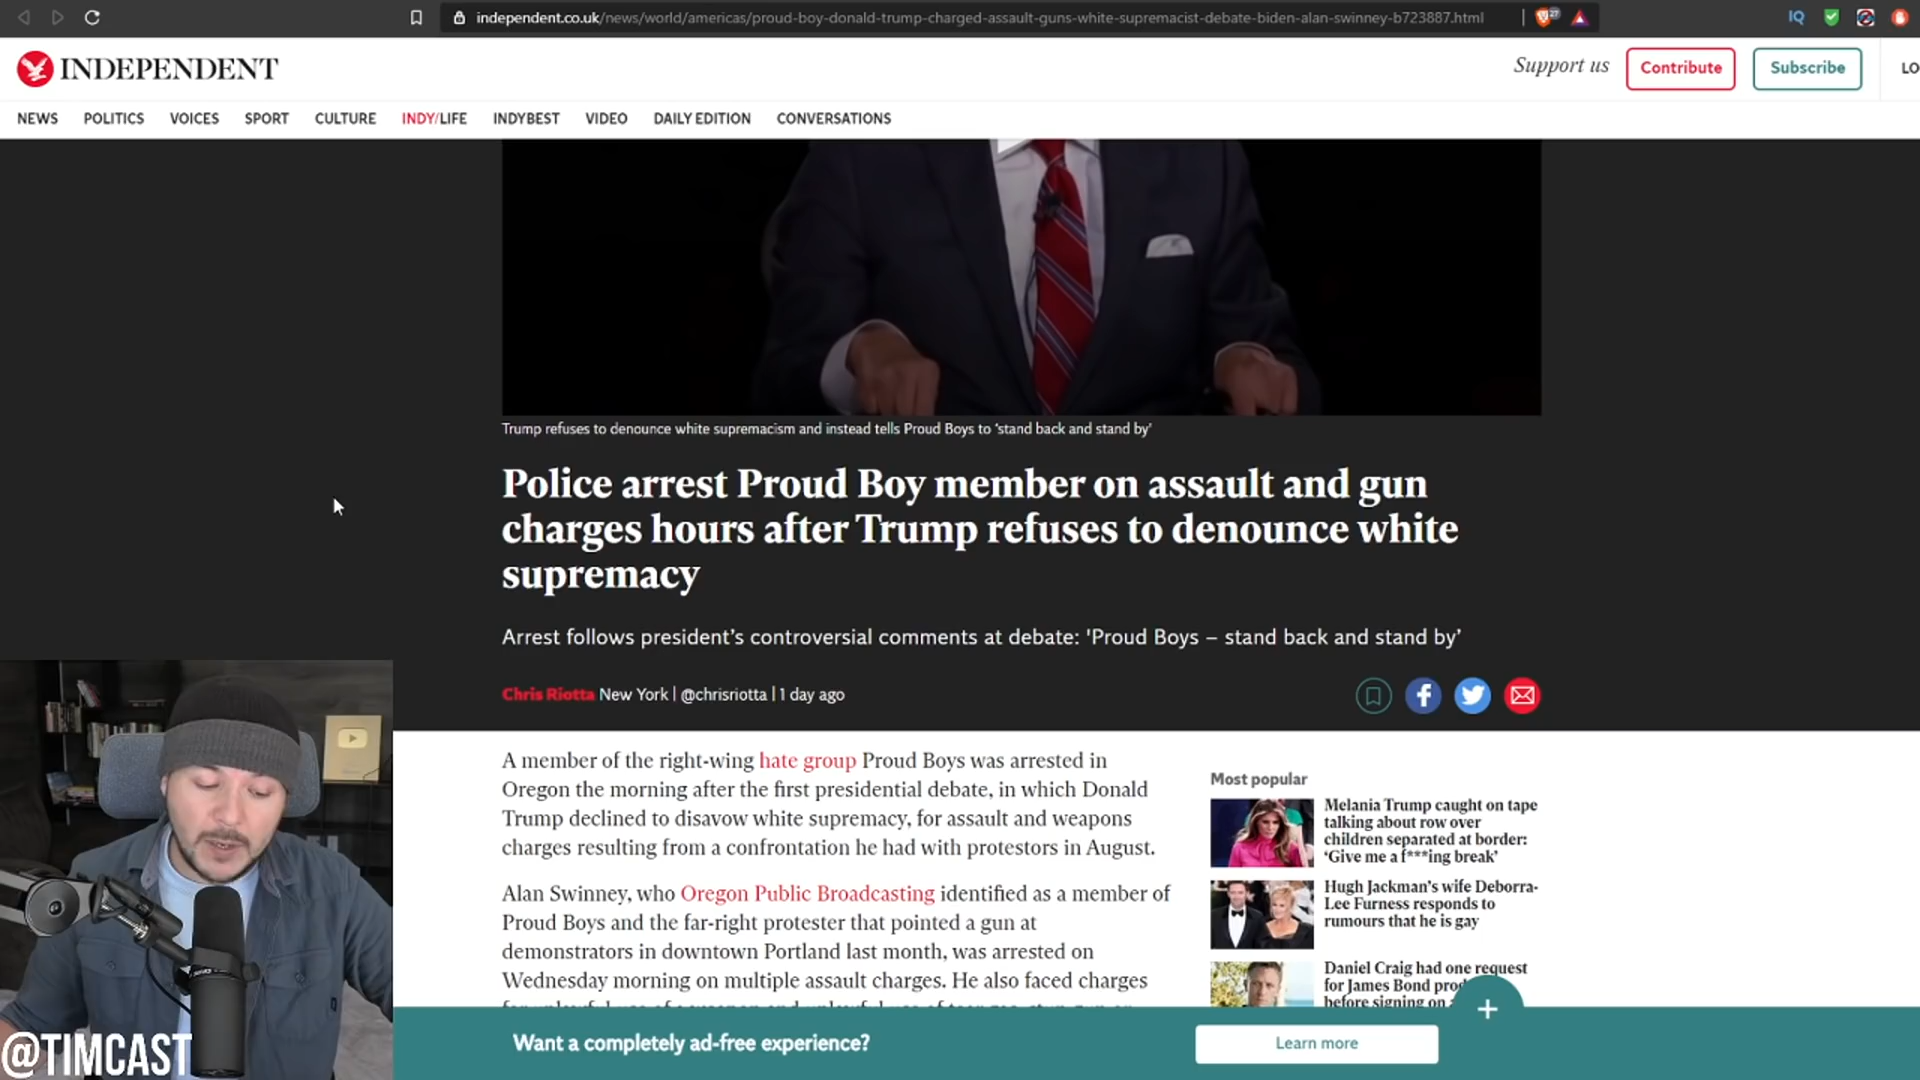 independent.co.uk/news/world/americas/proud-boy-donald-trump-charged-assault-guns-white-supremacist-debate-biden-alan-swinney-b723887.html
27
IQ
INDEPENDENT
Support us
Contribute
Subscribe
LO
NEWS POLITICS VOICES SPORT CULTURE INDY/LIFE INDYBEST VIDEO DAILY EDITION CONVERSATIONS
Trump refuses to denounce white supremacism and instead tells Proud Boys to ‘stand back and stand by’
Police arrest Proud Boy member on assault and gun
charges hours after Trump refuses to denounce white
supremacy
Arrest follows president’s controversial comments at debate: 'Proud Boys – stand back and stand by’
Chris Riotta New York | @chrisriotta | 1 day ago
A member of the right-wing hate group Proud Boys was arrested in
Oregon the morning after the first presidential debate, in which Donald
Trump declined to disavow white supremacy, for assault and weapons
charges resulting from a confrontation he had with protestors in August.
Alan Swinney, who Oregon Public Broadcasting identified as a member of
Proud Boys and the far-right protester that pointed a gun at
demonstrators in downtown Portland last month, was arrested on
Wednesday morning on multiple assault charges. He also faced charges
Most popular
Melania Trump caught on tape
talking about row over
children separated at border:
‘Give me a f***ing break’
Hugh Jackman’s wife Deborra-
Lee Furness responds to
rumours that he is gay
Daniel Craig had one request
for James Bond
before signing on
Want a completely ad-free experience?
Learn more
@TIMCAST